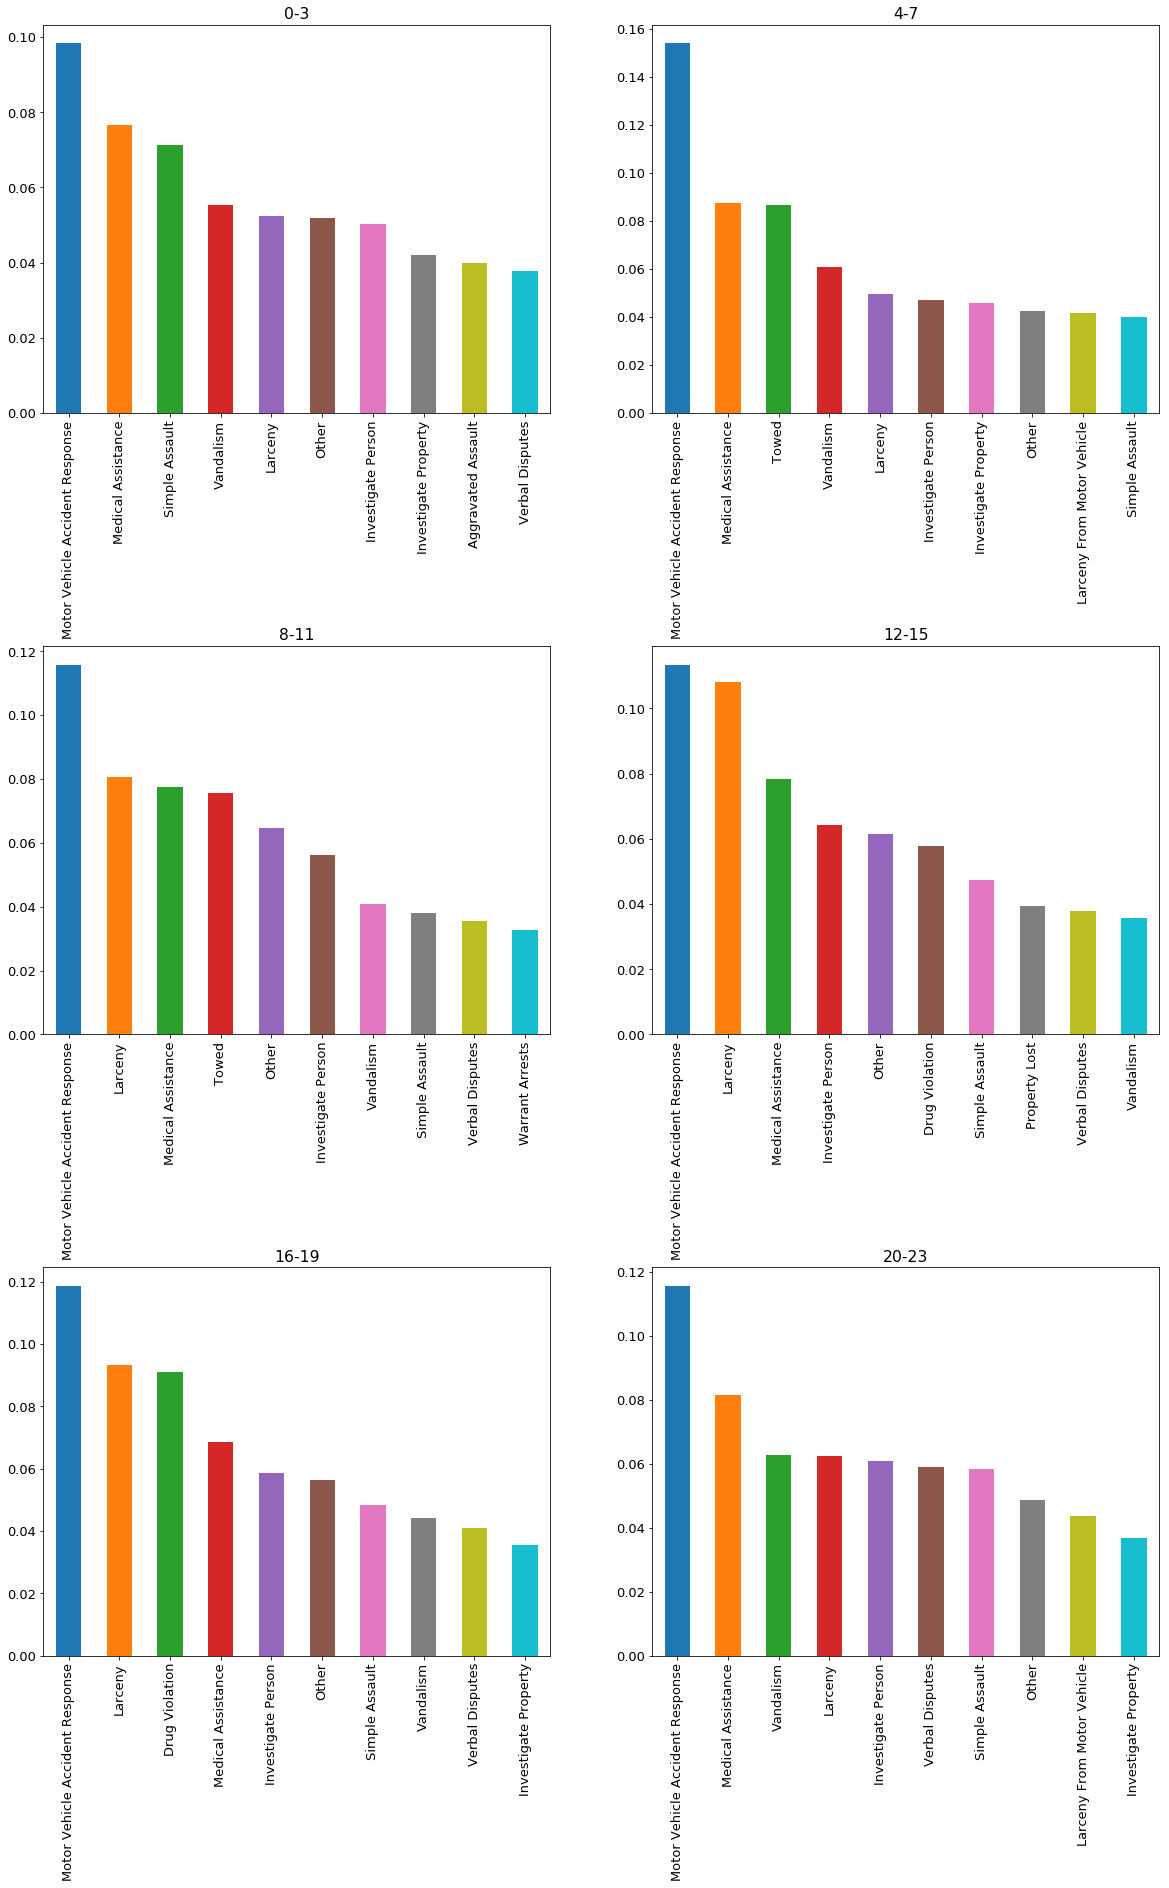 0-3
0.10
0.08
0.06
0.04
0.02
0.00
Motor Vehicle Accident Response
Medical Assistance
Simple Assault
Vandalism
Larceny
Other
Investigate Person
Investigate Property
Aggravated Assault
Verbal Disputes
4-7
0.16
0.14
0.12
0.10
0.08
0.06
0.04
0.02
0.00
Motor Vehicle Accident Response
Medical Assistance
Towed
Vandalism
Larceny
Investigate Person
Investigate Property
Other
Larceny From Motor Vehicle
Simple Assault
8-11
0.12
0.10
0.08
0.06
0.04
0.02
0.00
Motor Vehicle Accident Response
Larceny
Medical Assistance
Towed
Other
Investigate Person
Vandalism
Simple Assault
Verbal Disputes
Warrant Arrests
12-15
0.10
0.08
0.06
0.04
0.02
0.00
Motor Vehicle Accident Response
Larceny
Medical Assistance
Investigate Person
Other
Drug Violation
Simple Assault
Property Lost
Verbal Disputes
Vandalism
16-19
0.12
0.10
0.08
0.06
0.04
0.02
0.00
Motor Vehicle Accident Response
Larceny
Drug Violation
Medical Assistance
Investigate Person
Other
Simple Assault
Vandalism
Verbal Disputes
Investigate Property
20-23
0.12
0.10
0.08
0.06
0.04
0.02
0.00
Motor Vehicle Accident Response
Medical Assistance
Vandalism
Larceny
Investigate Person
Verbal Disputes
Simple Assault
Other
Larceny From Motor Vehicle
Investigate Property